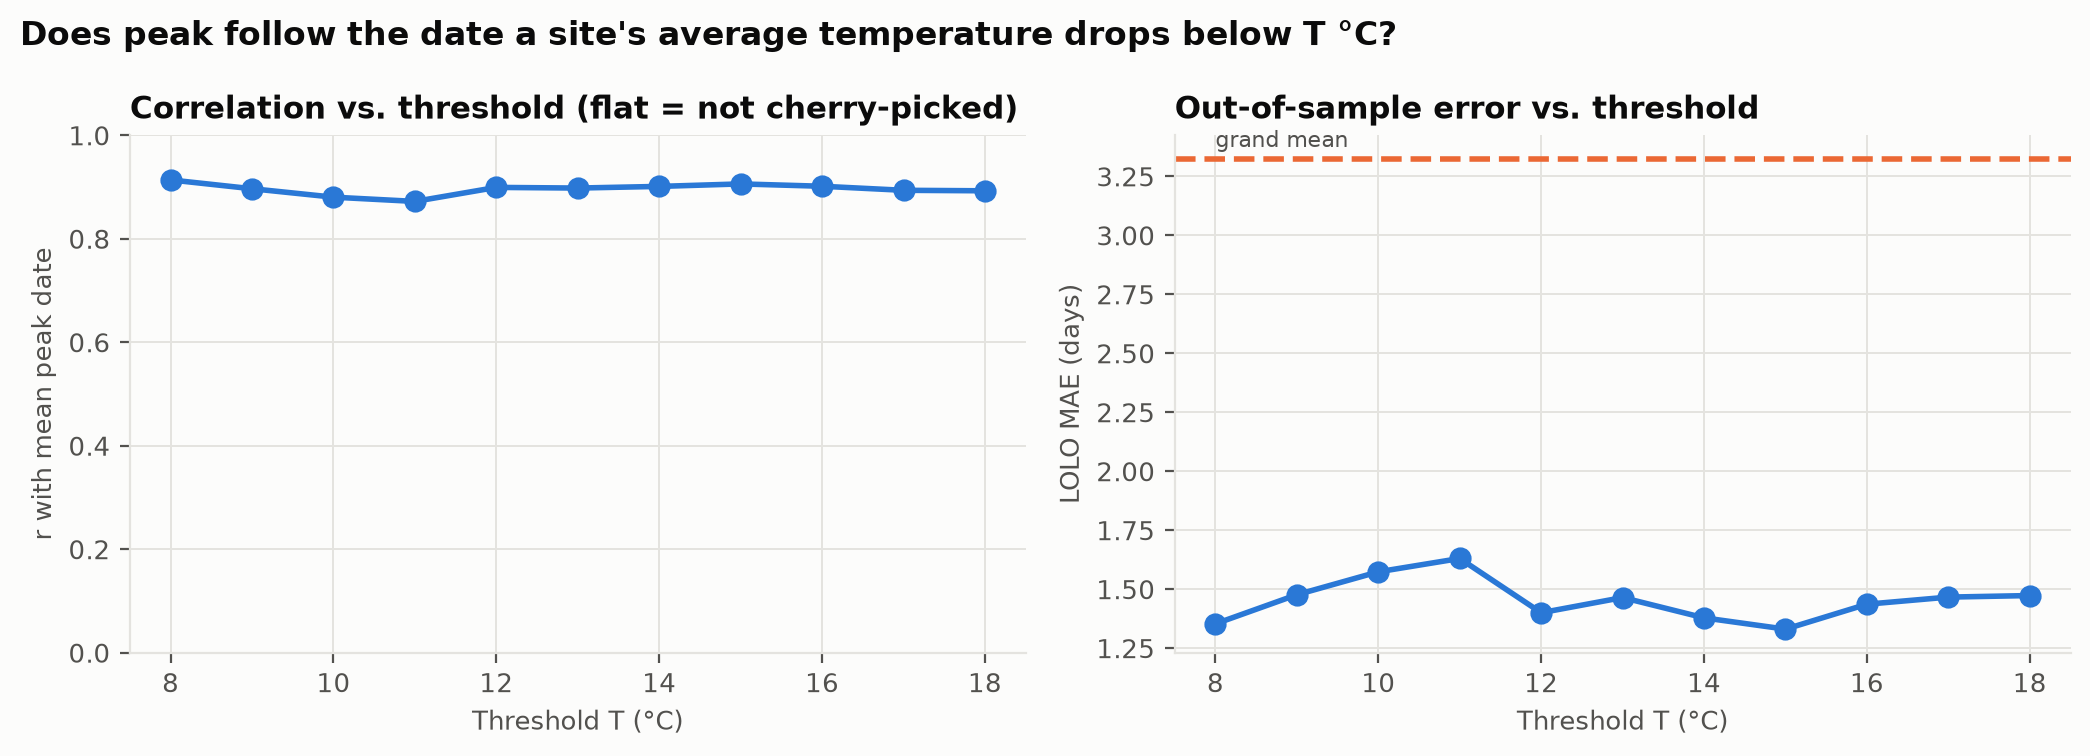 Does peak follow the date a site's average temperature drops below T °C?
Correlation vs. threshold (flat = not cherry-picked)
r with mean peak date
1.0
0.8
0.6
0.4
0.2
0.0
8 10 12 14 16 18
Threshold T (°C)
Out-of-sample error vs. threshold
grand mean
LOLO MAE (days)
3.25
3.00
2.75
2.50
2.25
2.00
1.75
1.50
1.25
8 10 12 14 16 18
Threshold T (°C)